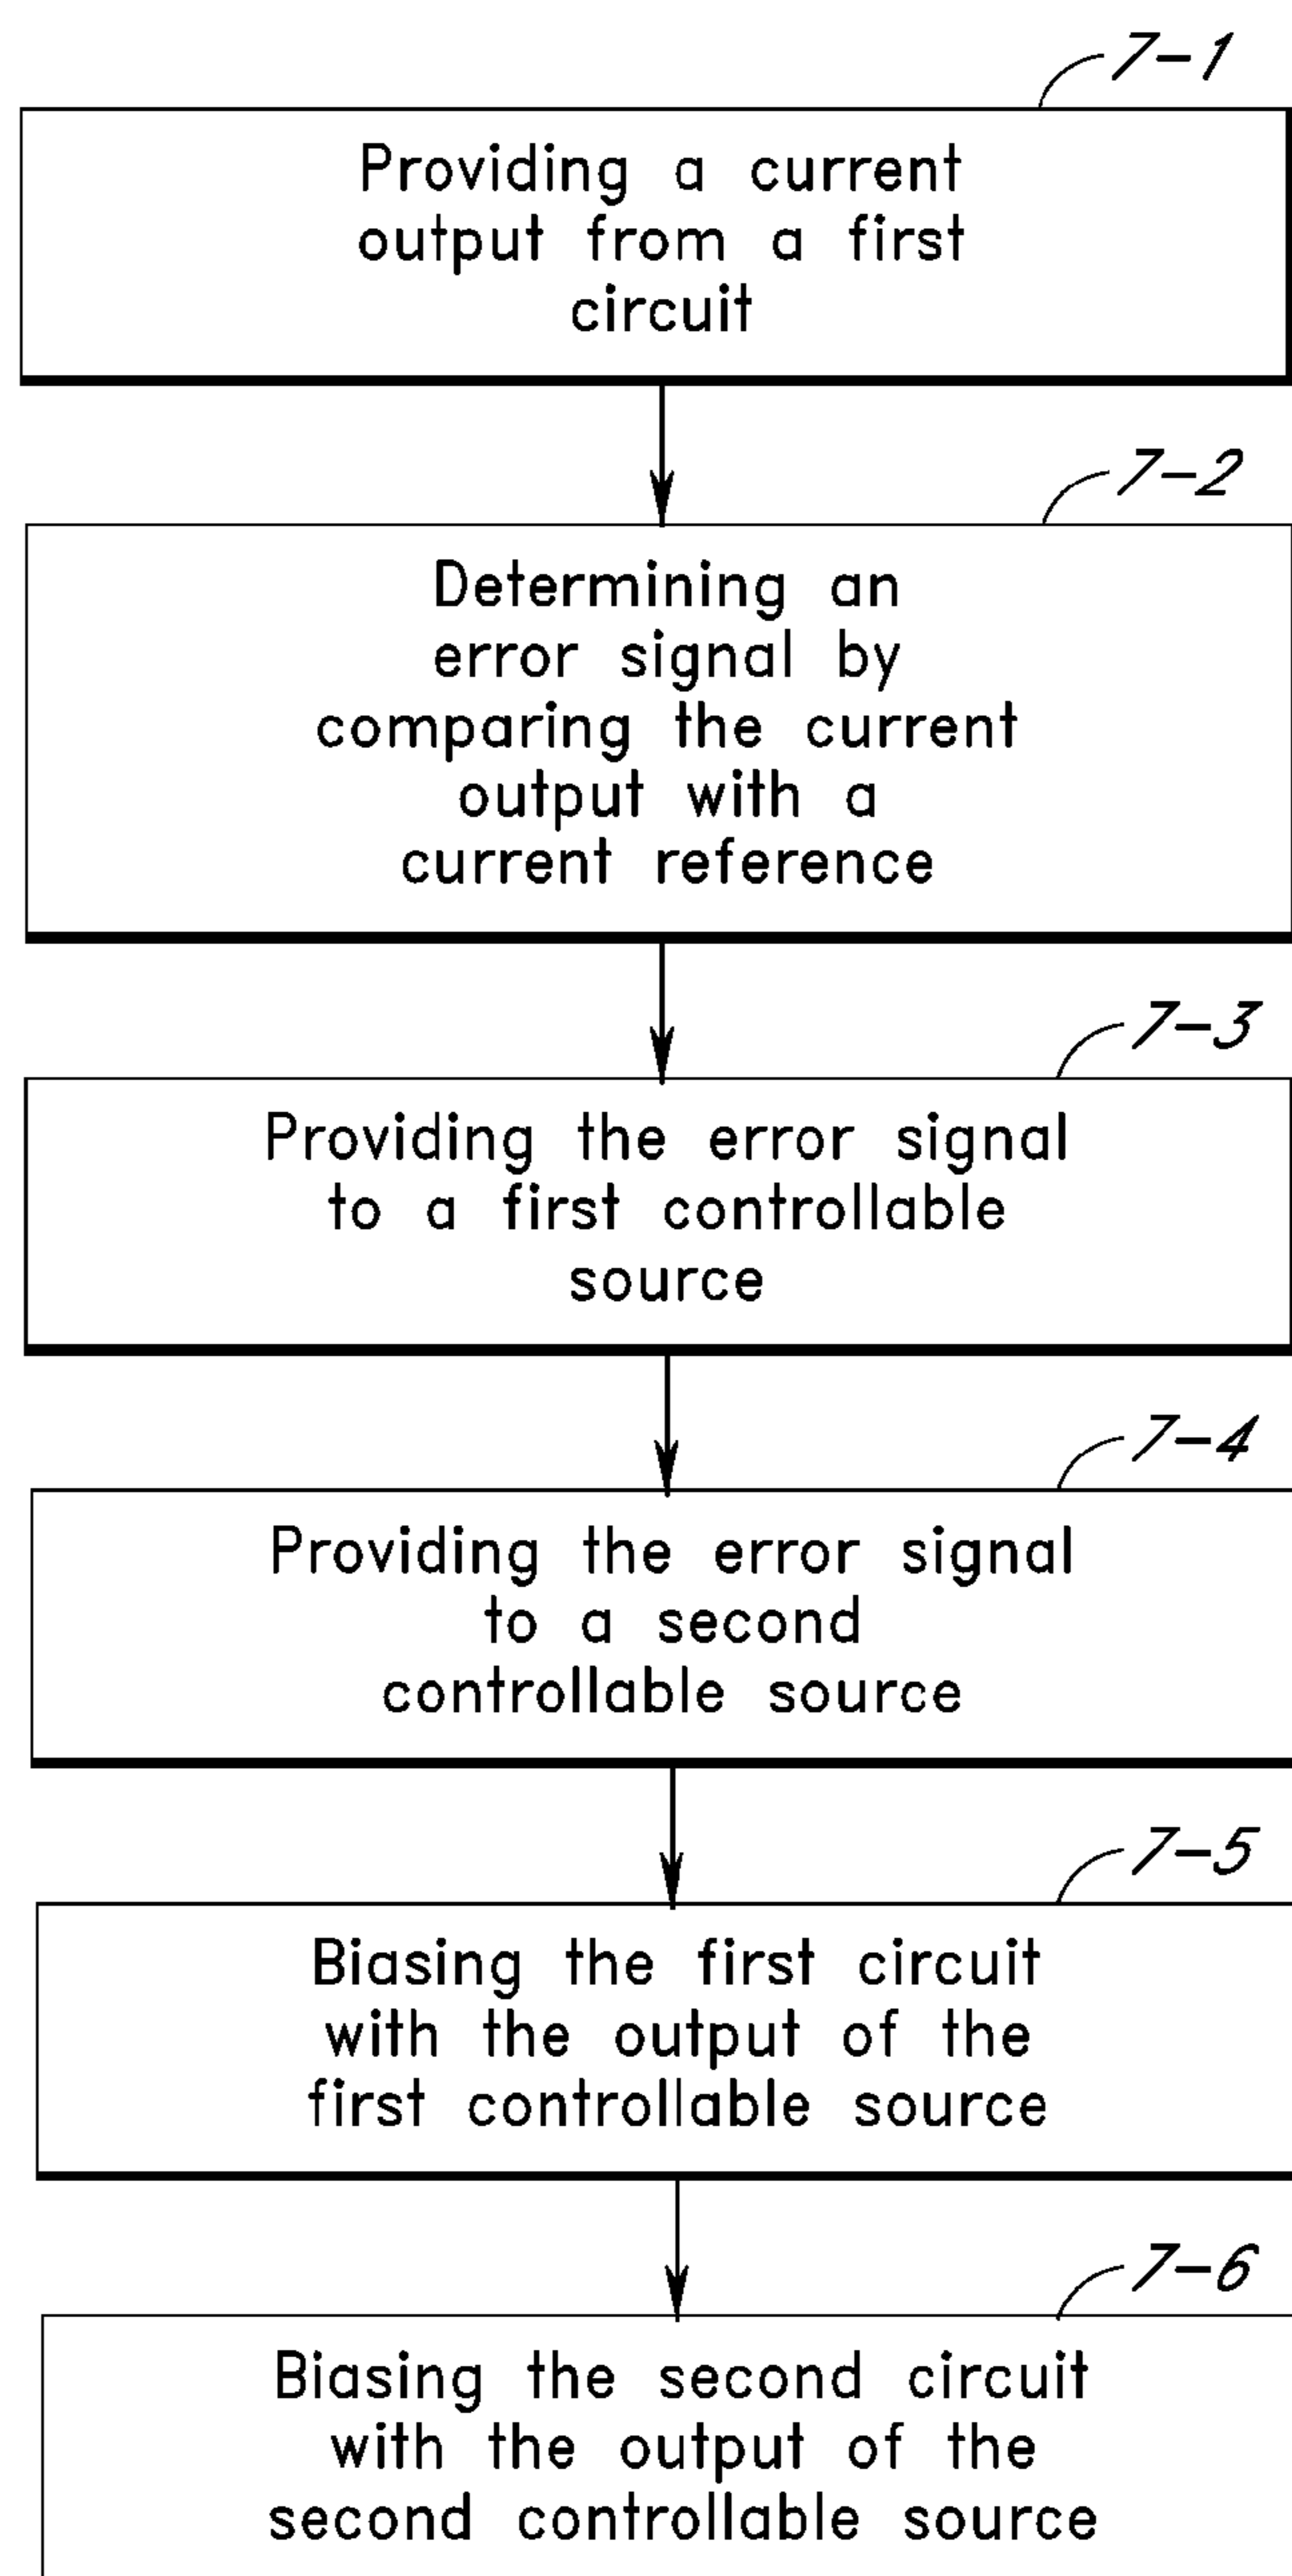 7-1
Providing a current
output from a first
circuit
7-2
Determining an
error signal by
comparing the current
output with a
current reference
7-3
Providing the error signal
to a first controllable
source
7-4
Providing the error signal
to a second
controllable source
7-5
Biasing the first circuit
with the output of the
first controllable source
7-6
Biasing the second circuit
with the output of the
second controllable source